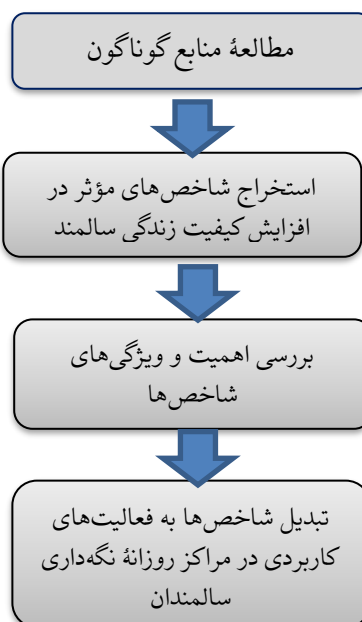 مطالعهٔ منابع گوناگون
استخراج شاخص‌های مؤثر در
افزایش کیفیت زندگی سالمند
بررسی اهمیت و ویژگی‌های
شاخص‌ها
تبدیل شاخص‌ها به فعالیت‌های
کاربردی در مراکز روزانهٔ نگه‌داری
سالمندان